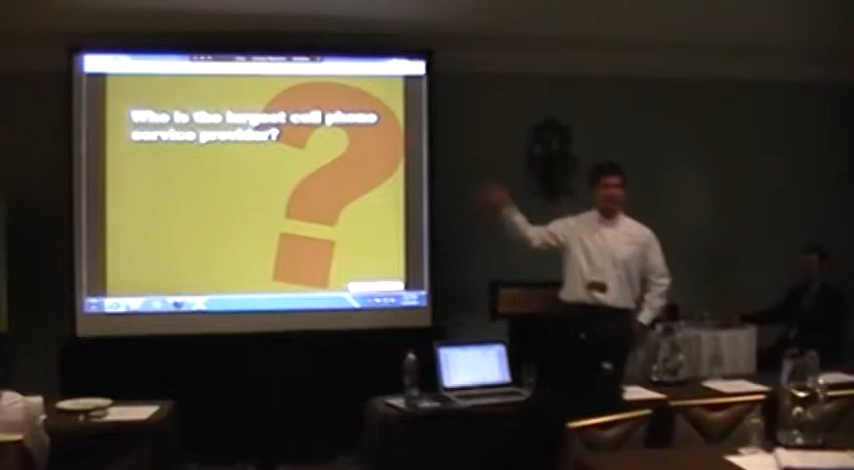 Who is the largest cell phone
service provider?